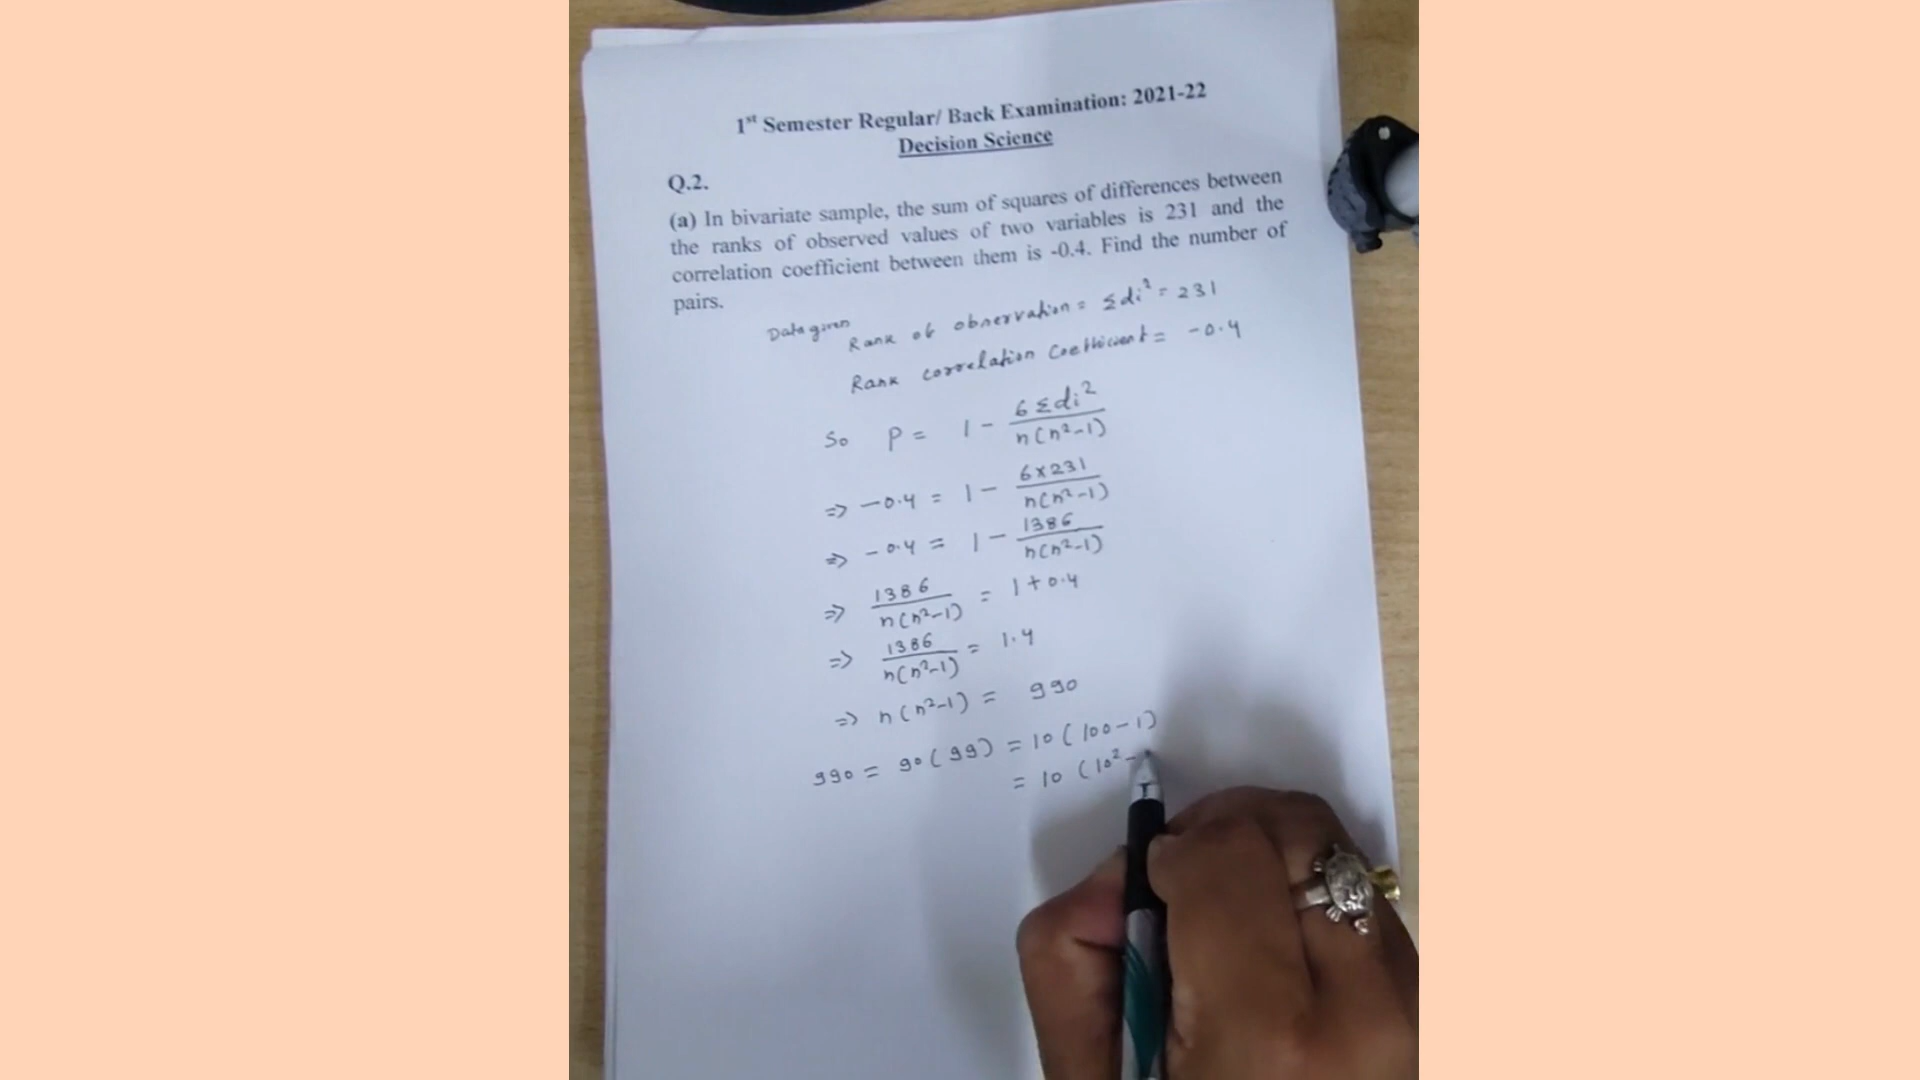 1st Semester Regular/ Back Examination: 2021-22
Decision Science
Q.2.
(a) In bivariate sample, the sum of squares of differences between
the ranks of observed values of two variables is 231 and the
correlation coefficient between them is -0.4. Find the number of
pairs.
Data given
Rank of observation = Σdi² = 231
Rank correlation coefficient = -0.4
So P = 1 - 6Σdi² / n(n²-1)
⇒ -0.4 = 1 - 6×231 / n(n²-1)
⇒ -0.4 = 1 - 1386 / n(n²-1)
⇒ 1386 / n(n²-1) = 1+0.4
⇒ 1386 / n(n²-1) = 1.4
⇒ n(n²-1) = 990
990 = 90(99) = 10(100-1)
= 10(10²-